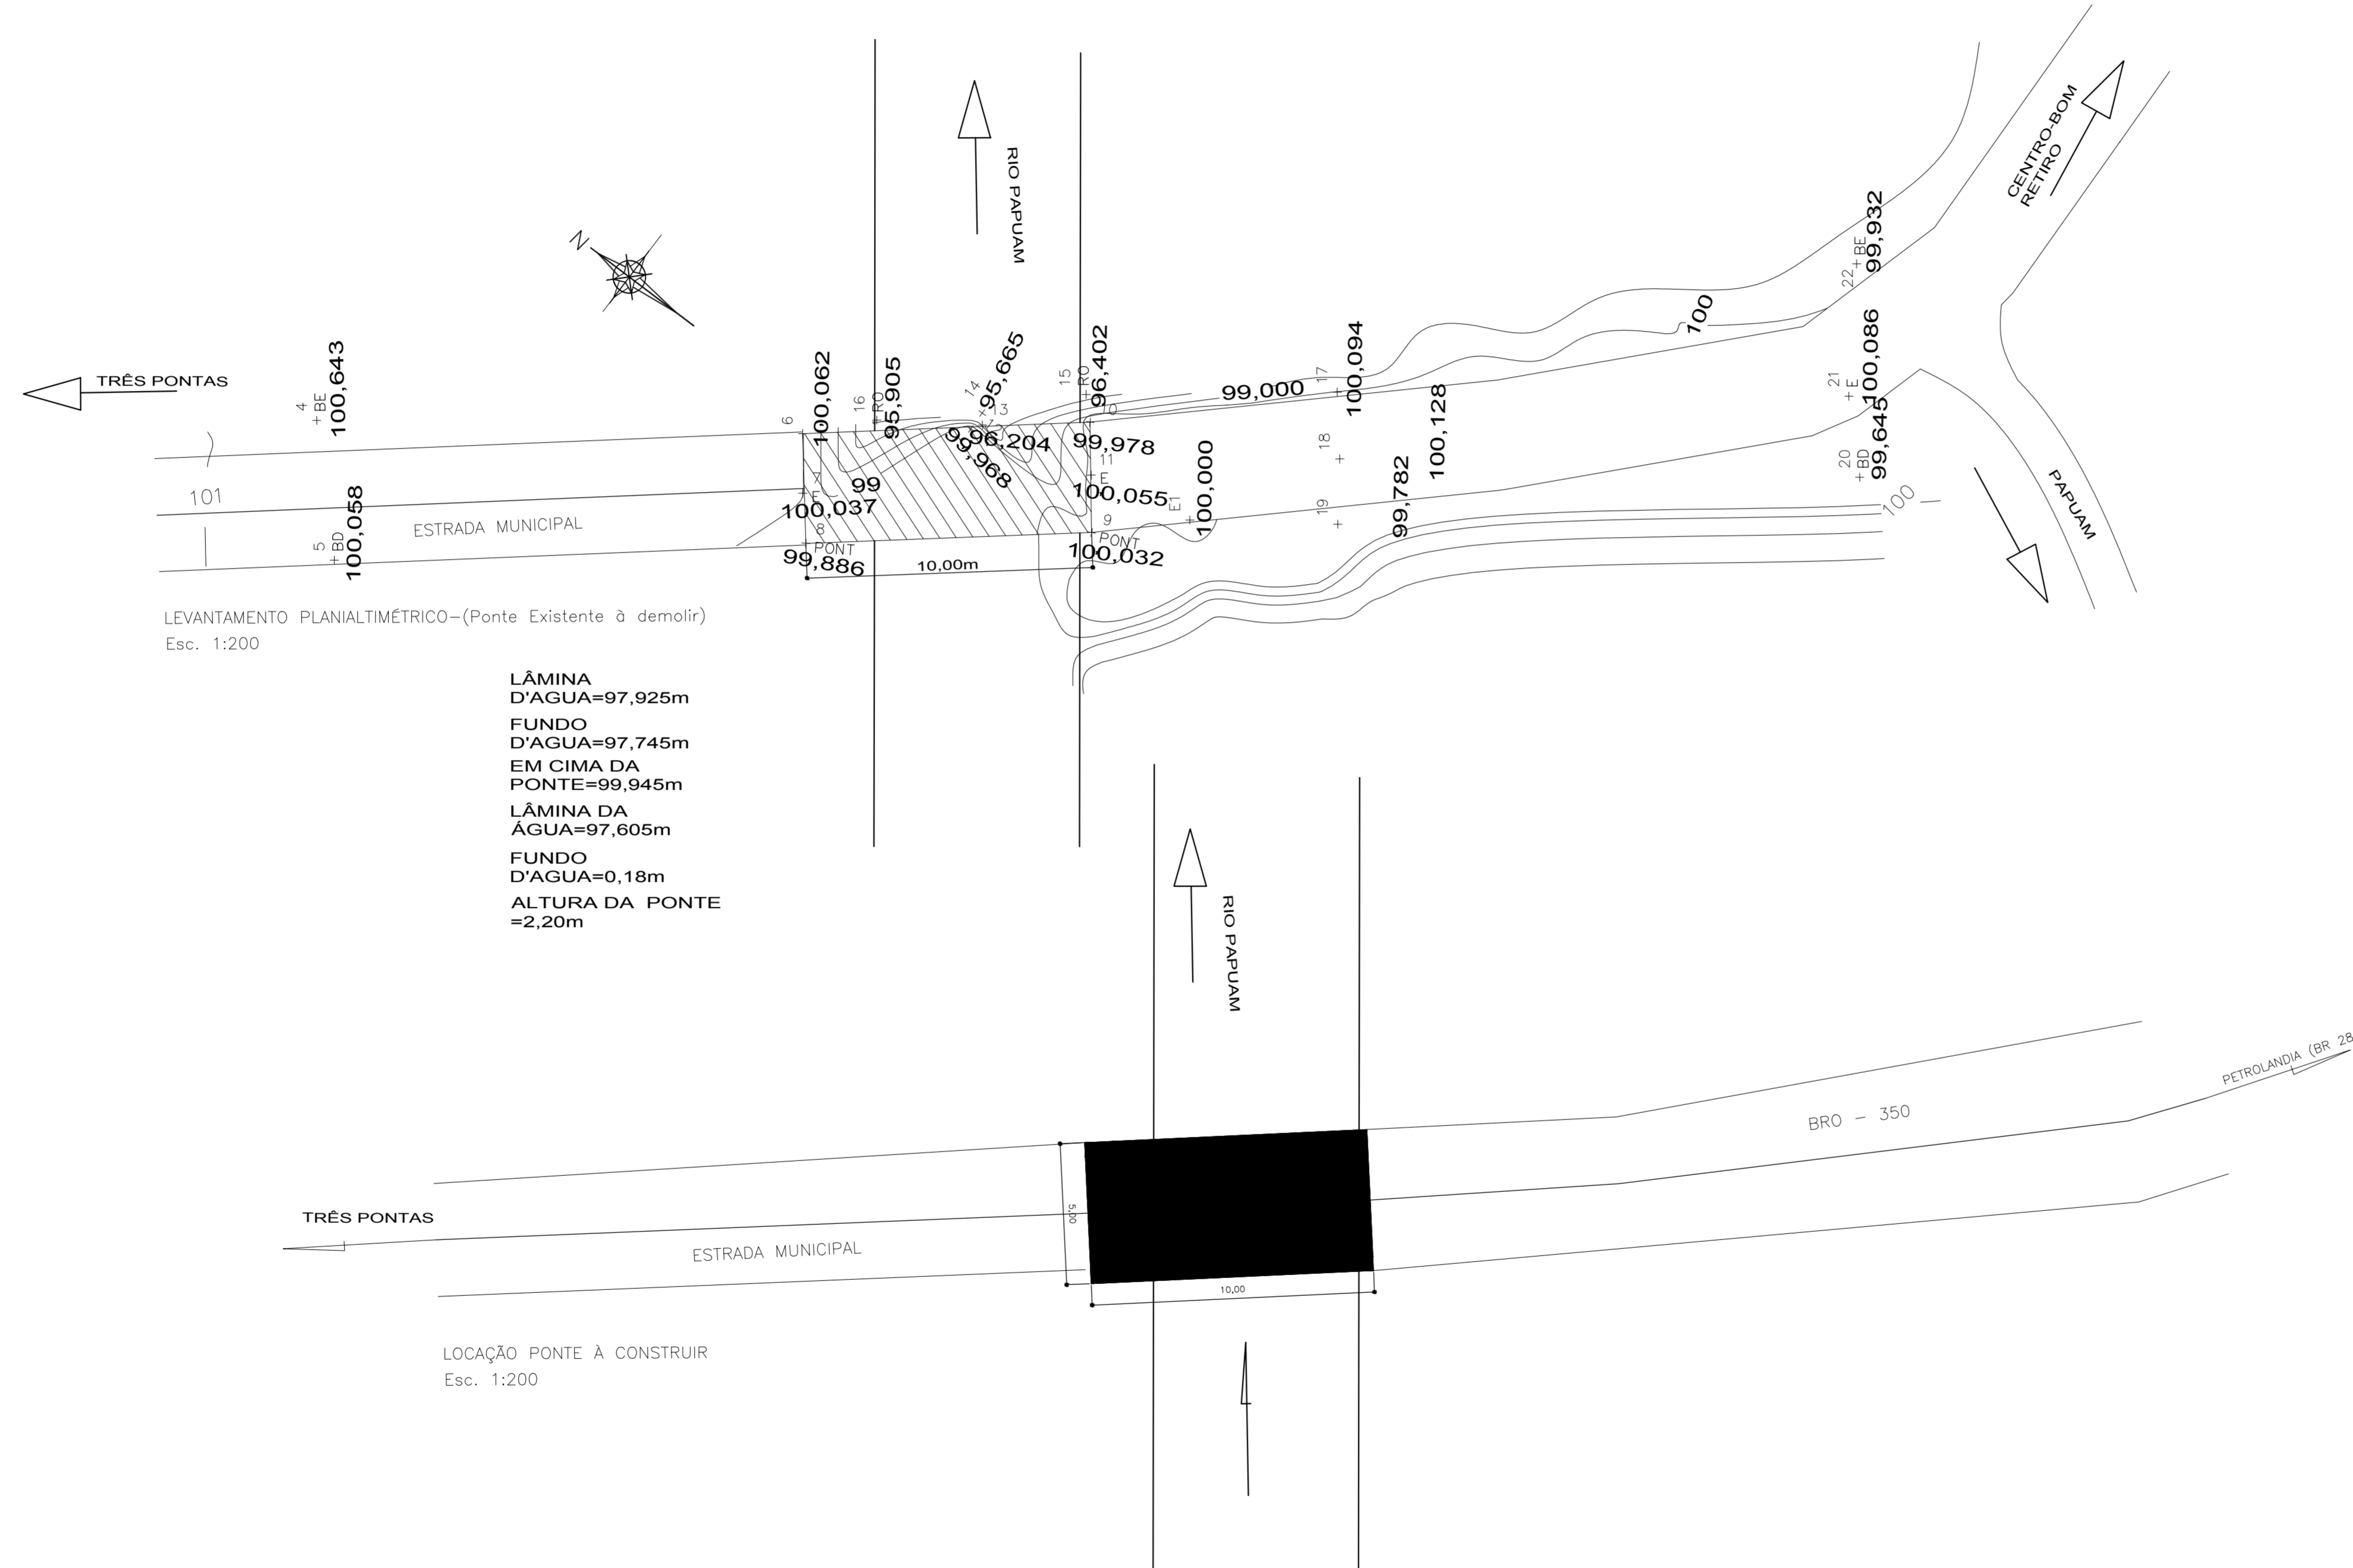 CENTRO-BOM
RETIRO
RIO PAPUAM
N
TRÊS PONTAS
4
BE
100,643
6
100,062
16
RO
95,905
14
95,665
13
15
RO
96,402
10
99,000
17
100,094
100
22
BE
99,932
21
E
100,086
101
5
BD
100,058
ESTRADA MUNICIPAL
7
E
100,037
99
8
PONT
99,886
96,204
99,968
99,978
11
E
100,055
9
PONT
100,032
10,00m
E1
100,000
18
100,128
19
99,782
20
BD
99,645
100
PAPUAM
LEVANTAMENTO PLANIALTIMÉTRICO-(Ponte Existente à demolir)
Esc. 1:200
LÂMINA
D'AGUA=97,925m
FUNDO
D'AGUA=97,745m
EM CIMA DA
PONTE=99,945m
LÂMINA DA
ÁGUA=97,605m
FUNDO
D'AGUA=0,18m
ALTURA DA PONTE
=2,20m
RIO PAPUAM
PETROLANDIA (BR 28
BRO - 350
TRÊS PONTAS
ESTRADA MUNICIPAL
5,00
10,00
LOCAÇÃO PONTE À CONSTRUIR
Esc. 1:200